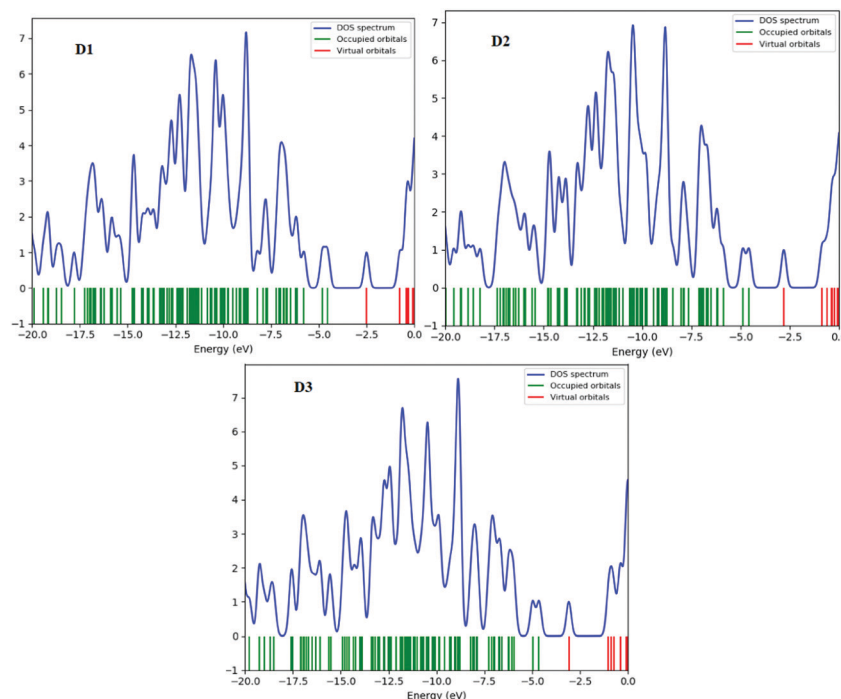 D1
DOS spectrum
Occupied orbitals
Virtual orbitals
7
6
5
4
3
2
1
0
−1
−20.0 −17.5 −15.0 −12.5 −10.0 −7.5 −5.0 −2.5 0.0
Energy (eV)
D2
DOS spectrum
Occupied orbitals
Virtual orbitals
7
6
5
4
3
2
1
0
−1
−20.0 −17.5 −15.0 −12.5 −10.0 −7.5 −5.0 −2.5 0.
Energy (eV)
D3
DOS spectrum
Occupied orbitals
Virtual orbitals
7
6
5
4
3
2
1
0
−1
−20.0 −17.5 −15.0 −12.5 −10.0 −7.5 −5.0 −2.5 0.0
Energy (eV)